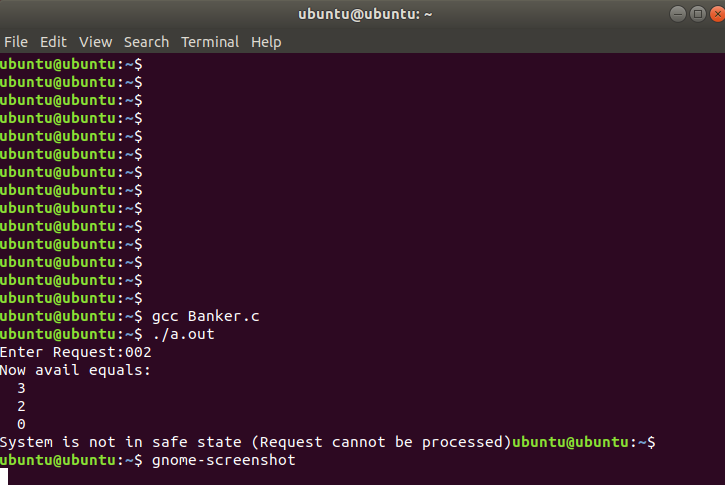 ubuntu@ubuntu: ~
File Edit View Search Terminal Help
ubuntu@ubuntu:~$
ubuntu@ubuntu:~$
ubuntu@ubuntu:~$
ubuntu@ubuntu:~$
ubuntu@ubuntu:~$
ubuntu@ubuntu:~$
ubuntu@ubuntu:~$
ubuntu@ubuntu:~$
ubuntu@ubuntu:~$
ubuntu@ubuntu:~$
ubuntu@ubuntu:~$
ubuntu@ubuntu:~$
ubuntu@ubuntu:~$
ubuntu@ubuntu:~$
ubuntu@ubuntu:~$ gcc Banker.c
ubuntu@ubuntu:~$ ./a.out
Enter Request:002
Now avail equals:
3
2
0
System is not in safe state (Request cannot be processed)ubuntu@ubuntu:~$
ubuntu@ubuntu:~$ gnome-screenshot